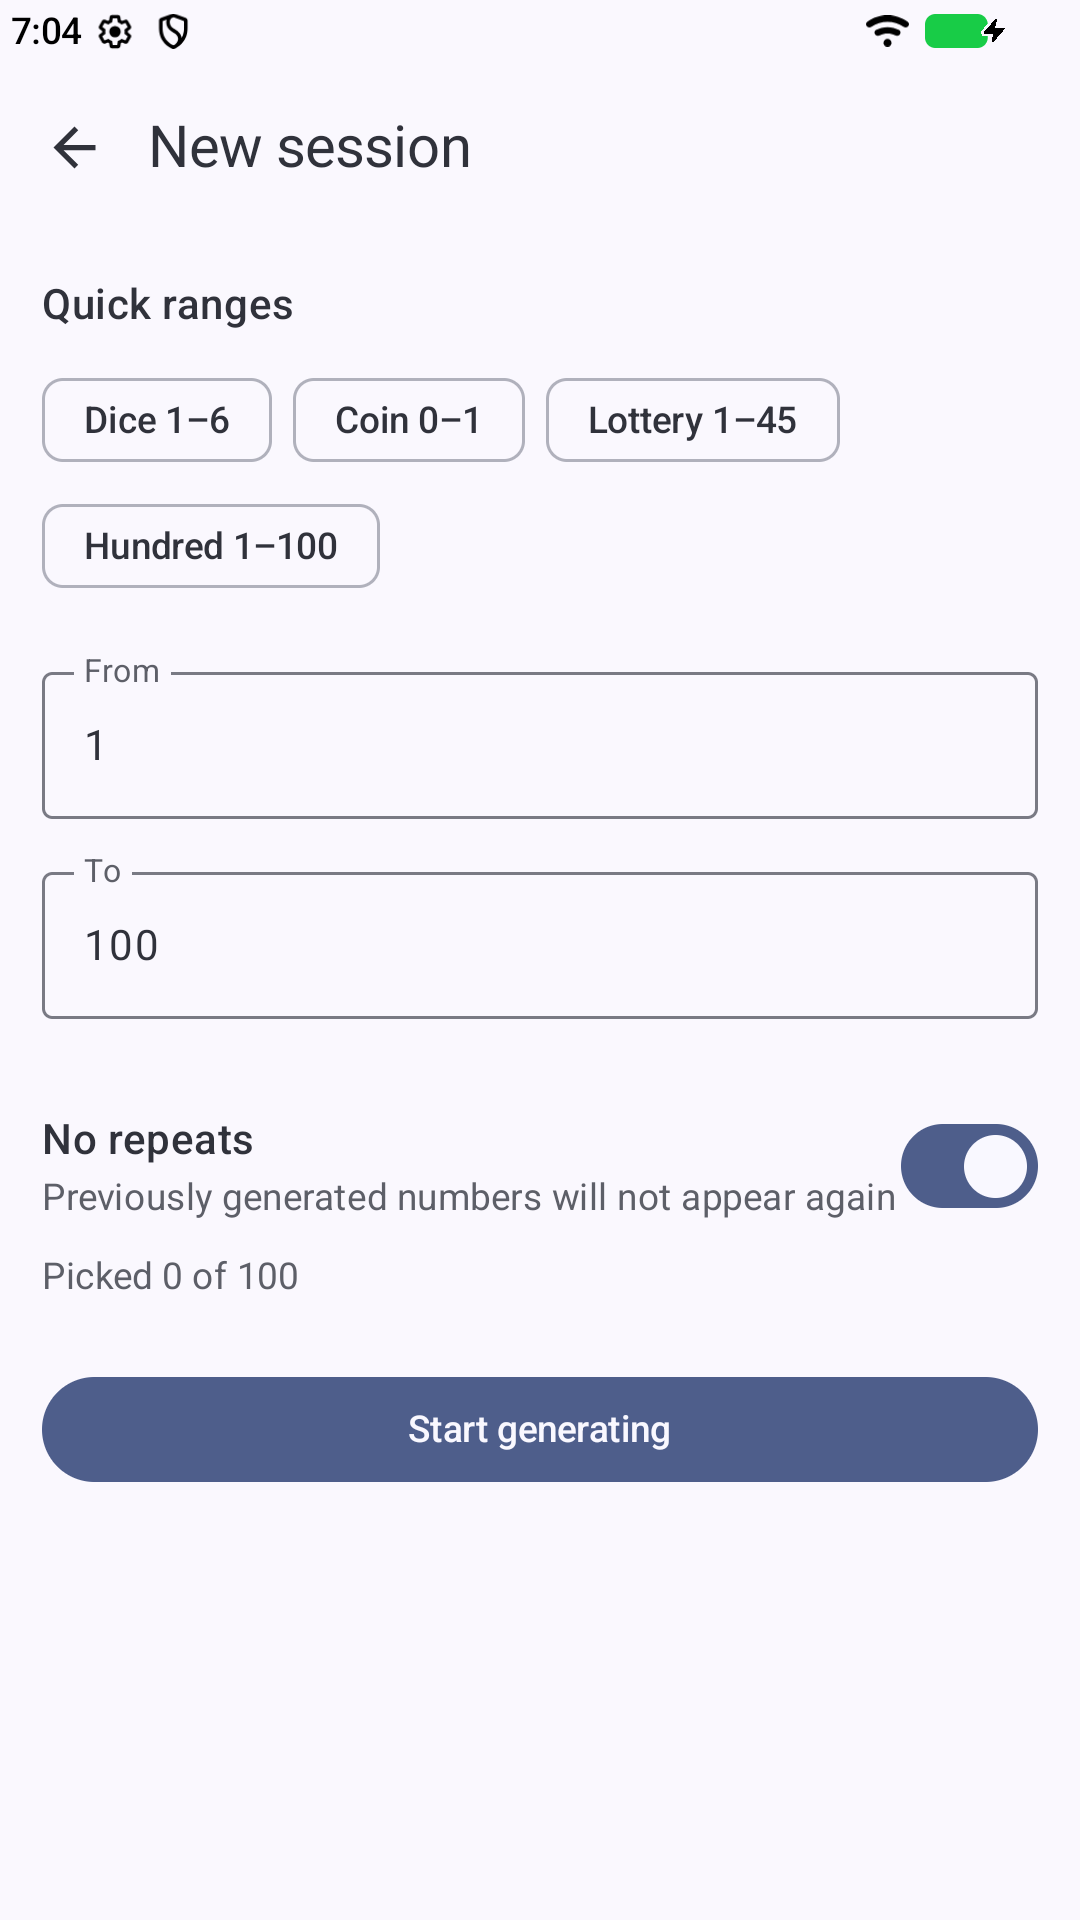 7:04
New session
Quick ranges
Dice 1–6
Coin 0–1
Lottery 1–45
Hundred 1–100
From
1
To
100
No repeats
Previously generated numbers will not appear again
Picked 0 of 100
Start generating